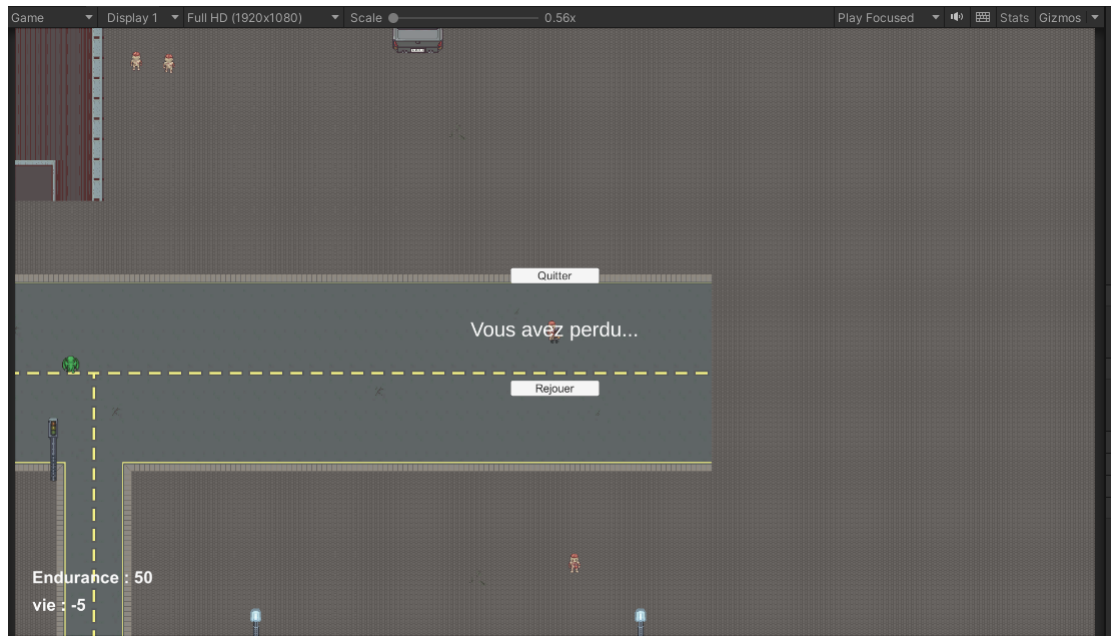 Game Display 1 Full HD (1920x1080) Scale 0.56x Play Focused Stats Gizmos
Quitter
Vous avez perdu...
Rejouer
Endurance : 50
vie : -5